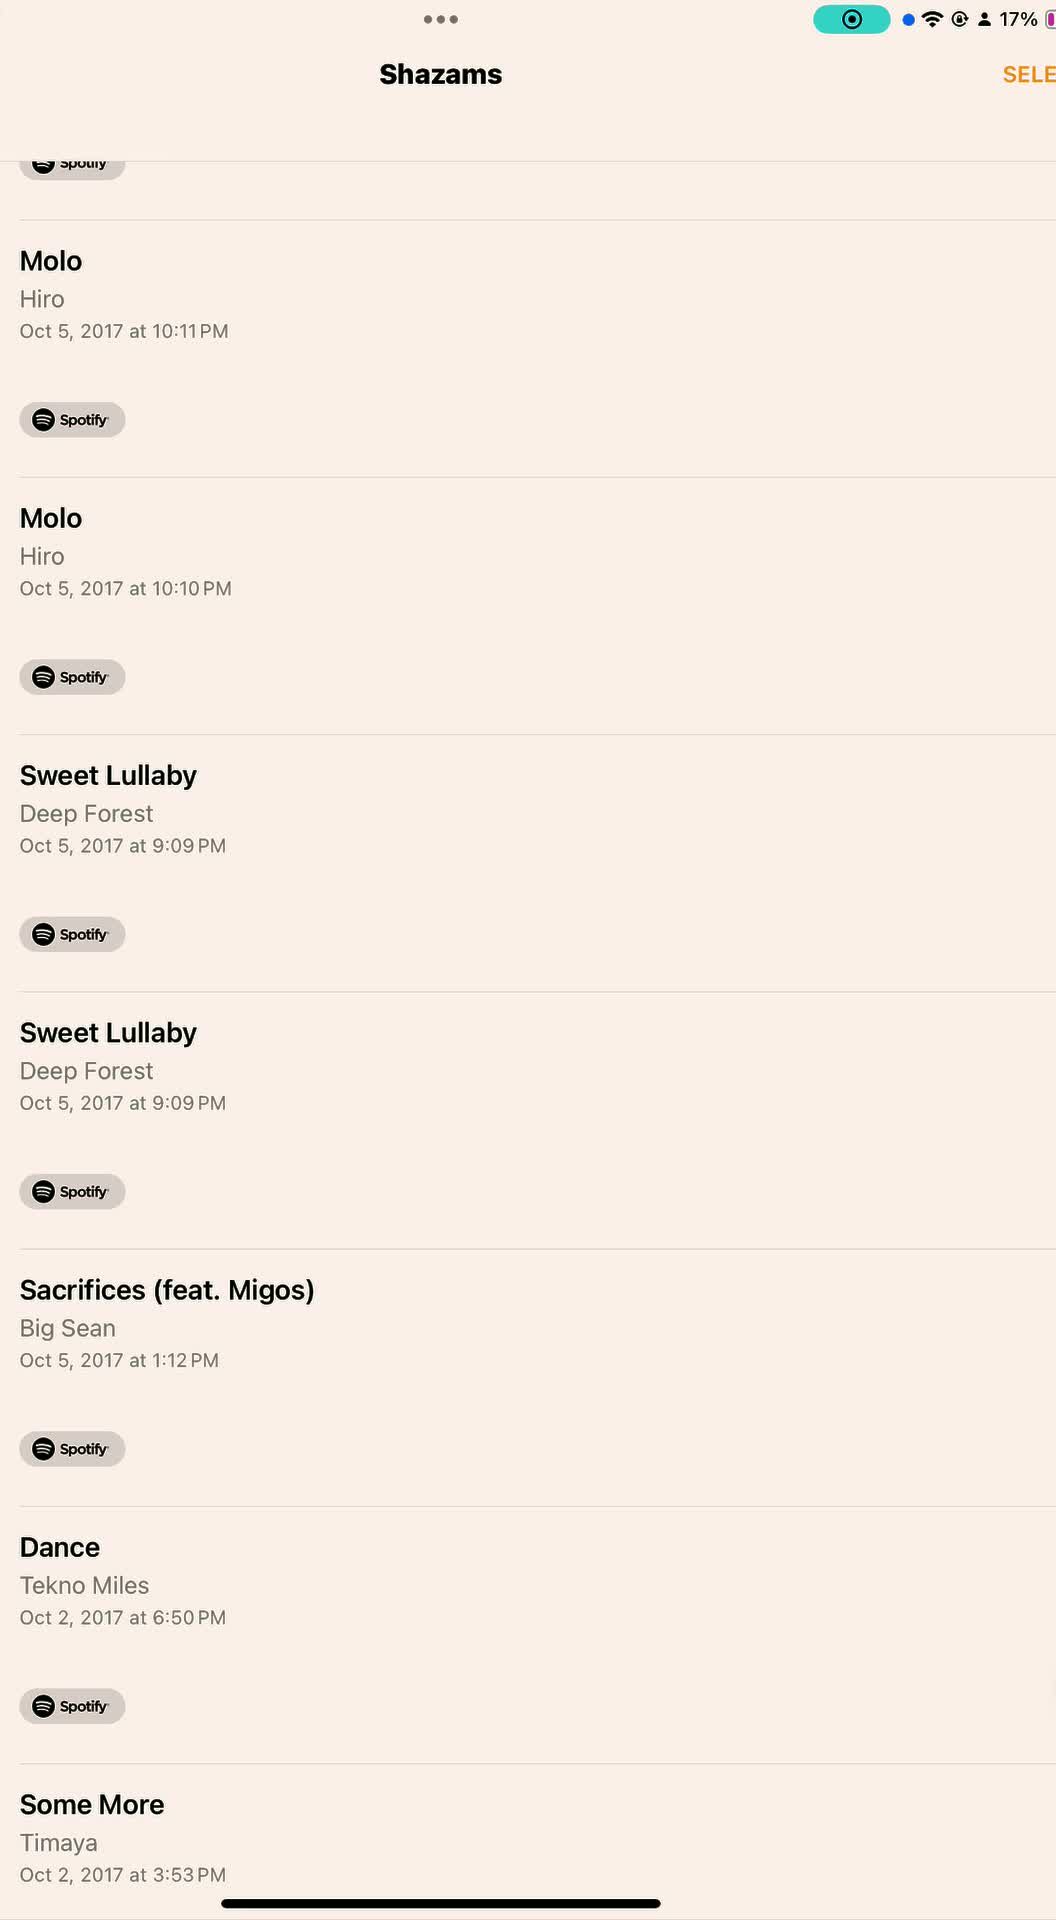 17%
Shazams
SELE
Spotify
Molo
Hiro
Oct 5, 2017 at 10:11 PM
Spotify
Molo
Hiro
Oct 5, 2017 at 10:10 PM
Spotify
Sweet Lullaby
Deep Forest
Oct 5, 2017 at 9:09 PM
Spotify
Sweet Lullaby
Deep Forest
Oct 5, 2017 at 9:09 PM
Spotify
Sacrifices (feat. Migos)
Big Sean
Oct 5, 2017 at 1:12 PM
Spotify
Dance
Tekno Miles
Oct 2, 2017 at 6:50 PM
Spotify
Some More
Timaya
Oct 2, 2017 at 3:53 PM